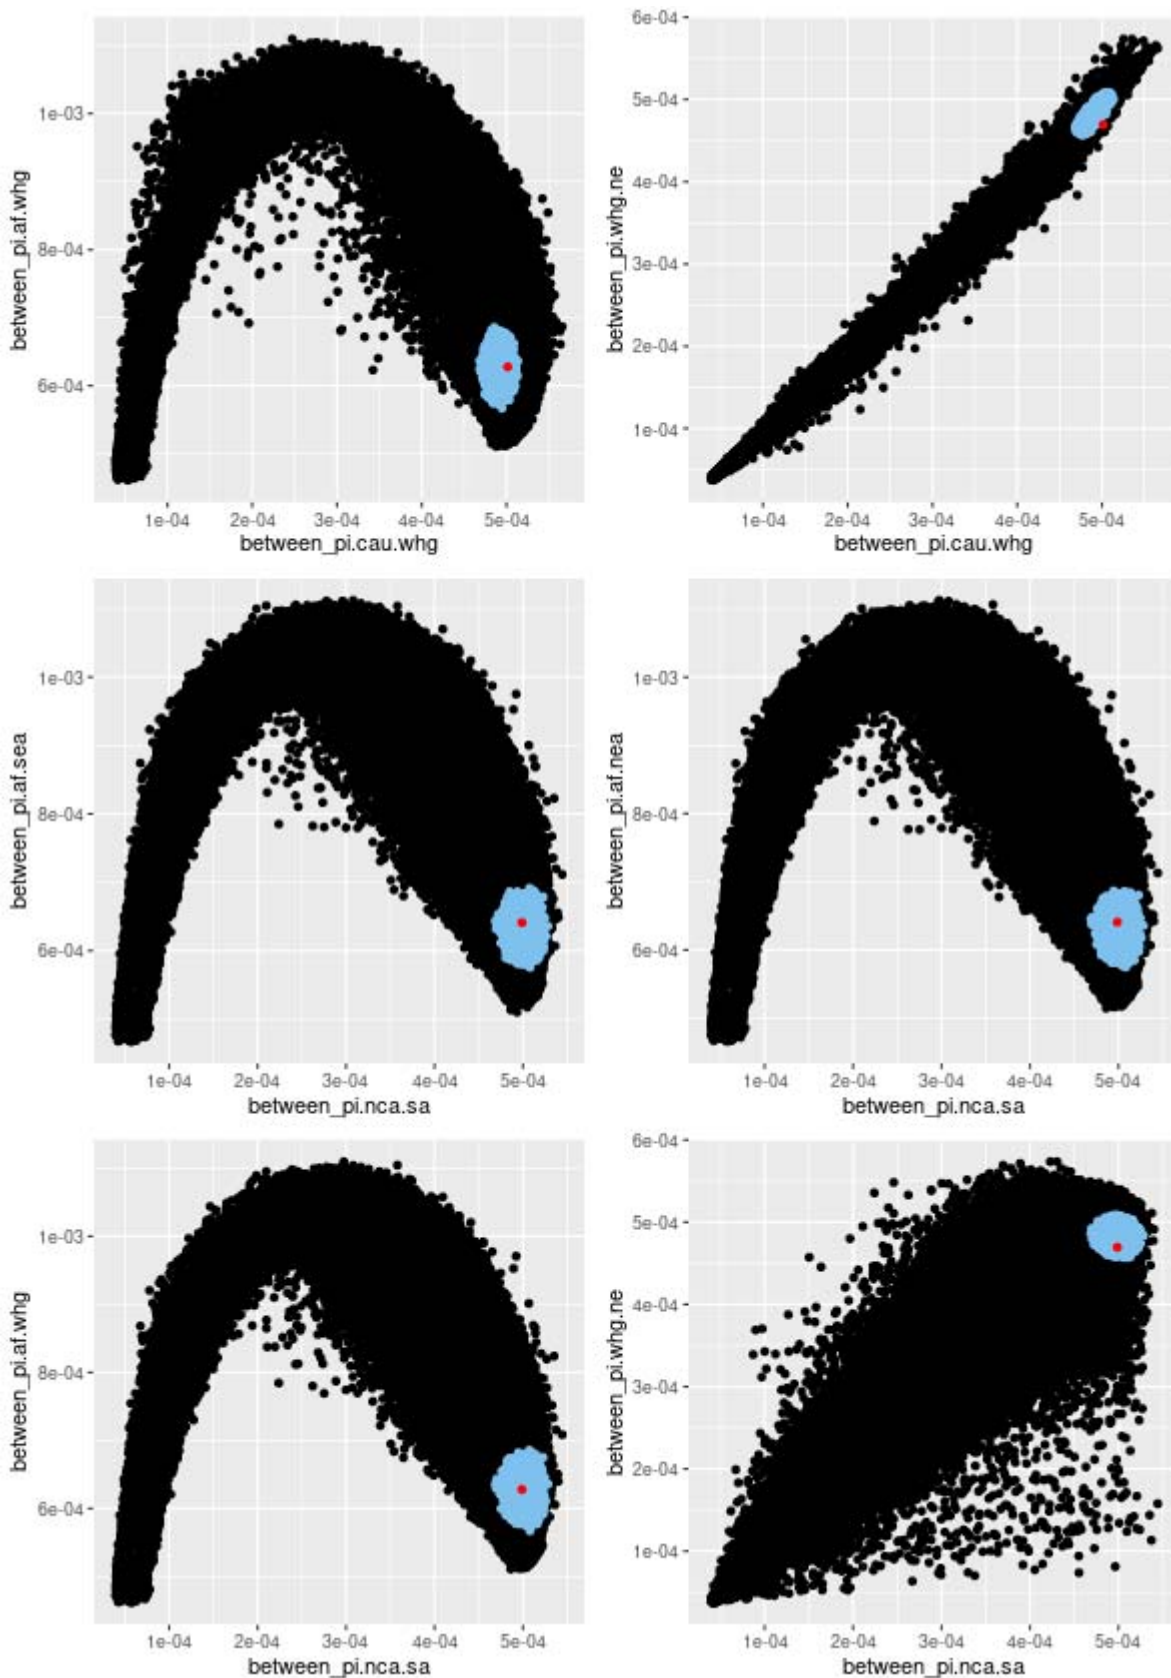 between_pi.af.whg
1e-03
8e-04
6e-04
1e-04 2e-04 3e-04 4e-04 5e-04
between_pi.cau.whg
between_pi.whg.ne
6e-04
5e-04
4e-04
3e-04
2e-04
1e-04
1e-04 2e-04 3e-04 4e-04 5e-04
between_pi.cau.whg
between_pi.af.sea
1e-03
8e-04
6e-04
1e-04 2e-04 3e-04 4e-04 5e-04
between_pi.nca.sa
between_pi.af.nea
1e-03
8e-04
6e-04
1e-04 2e-04 3e-04 4e-04 5e-04
between_pi.nca.sa
between_pi.af.whg
1e-03
8e-04
6e-04
1e-04 2e-04 3e-04 4e-04 5e-04
between_pi.nca.sa
between_pi.whg.ne
6e-04
5e-04
4e-04
3e-04
2e-04
1e-04
1e-04 2e-04 3e-04 4e-04 5e-04
between_pi.nca.sa